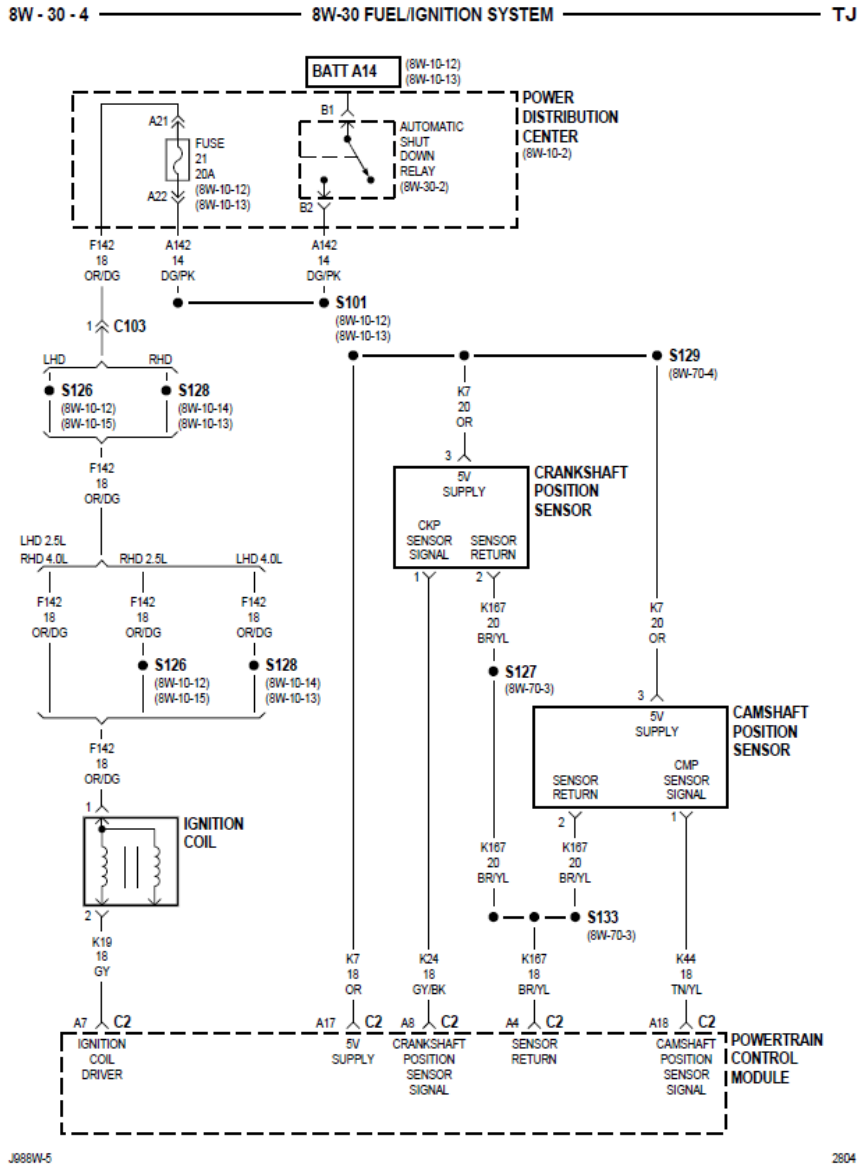 8W - 30 - 4
8W-30 FUEL/IGNITION SYSTEM
TJ
BATT A14
(8W-10-12)
(8W-10-13)
POWER
DISTRIBUTION
CENTER
(8W-10-2)
B1
A21
FUSE
21
20A
(8W-10-12)
(8W-10-13)
A22
AUTOMATIC
SHUT
DOWN
RELAY
(8W-30-2)
B2
F142
18
OR/DG
A142
14
DG/PK
A142
14
DG/PK
S101
(8W-10-12)
(8W-10-13)
1
C103
LHD
RHD
S126
(8W-10-12)
(8W-10-15)
S128
(8W-10-14)
(8W-10-13)
S129
(8W-70-4)
K7
20
OR
F142
18
OR/DG
3
5V
SUPPLY
CKP
SENSOR
SIGNAL
SENSOR
RETURN
CRANKSHAFT
POSITION
SENSOR
1
2
LHD 2.5L
RHD 4.0L
RHD 2.5L
LHD 4.0L
F142
18
OR/DG
F142
18
OR/DG
F142
18
OR/DG
K167
20
BR/YL
K7
20
OR
S126
(8W-10-12)
(8W-10-15)
S128
(8W-10-14)
(8W-10-13)
S127
(8W-70-3)
3
5V
SUPPLY
SENSOR
RETURN
CMP
SENSOR
SIGNAL
CAMSHAFT
POSITION
SENSOR
2
1
F142
18
OR/DG
1
IGNITION
COIL
2
K167
20
BR/YL
K167
20
BR/YL
S133
(8W-70-3)
K19
18
GY
K7
18
OR
K24
18
GY/BK
K167
18
BR/YL
K44
18
TN/YL
A7
C2
A17
C2
A8
C2
A4
C2
A18
C2
IGNITION
COIL
DRIVER
5V
SUPPLY
CRANKSHAFT
POSITION
SENSOR
SIGNAL
SENSOR
RETURN
CAMSHAFT
POSITION
SENSOR
SIGNAL
POWERTRAIN
CONTROL
MODULE
J988W-5
2804